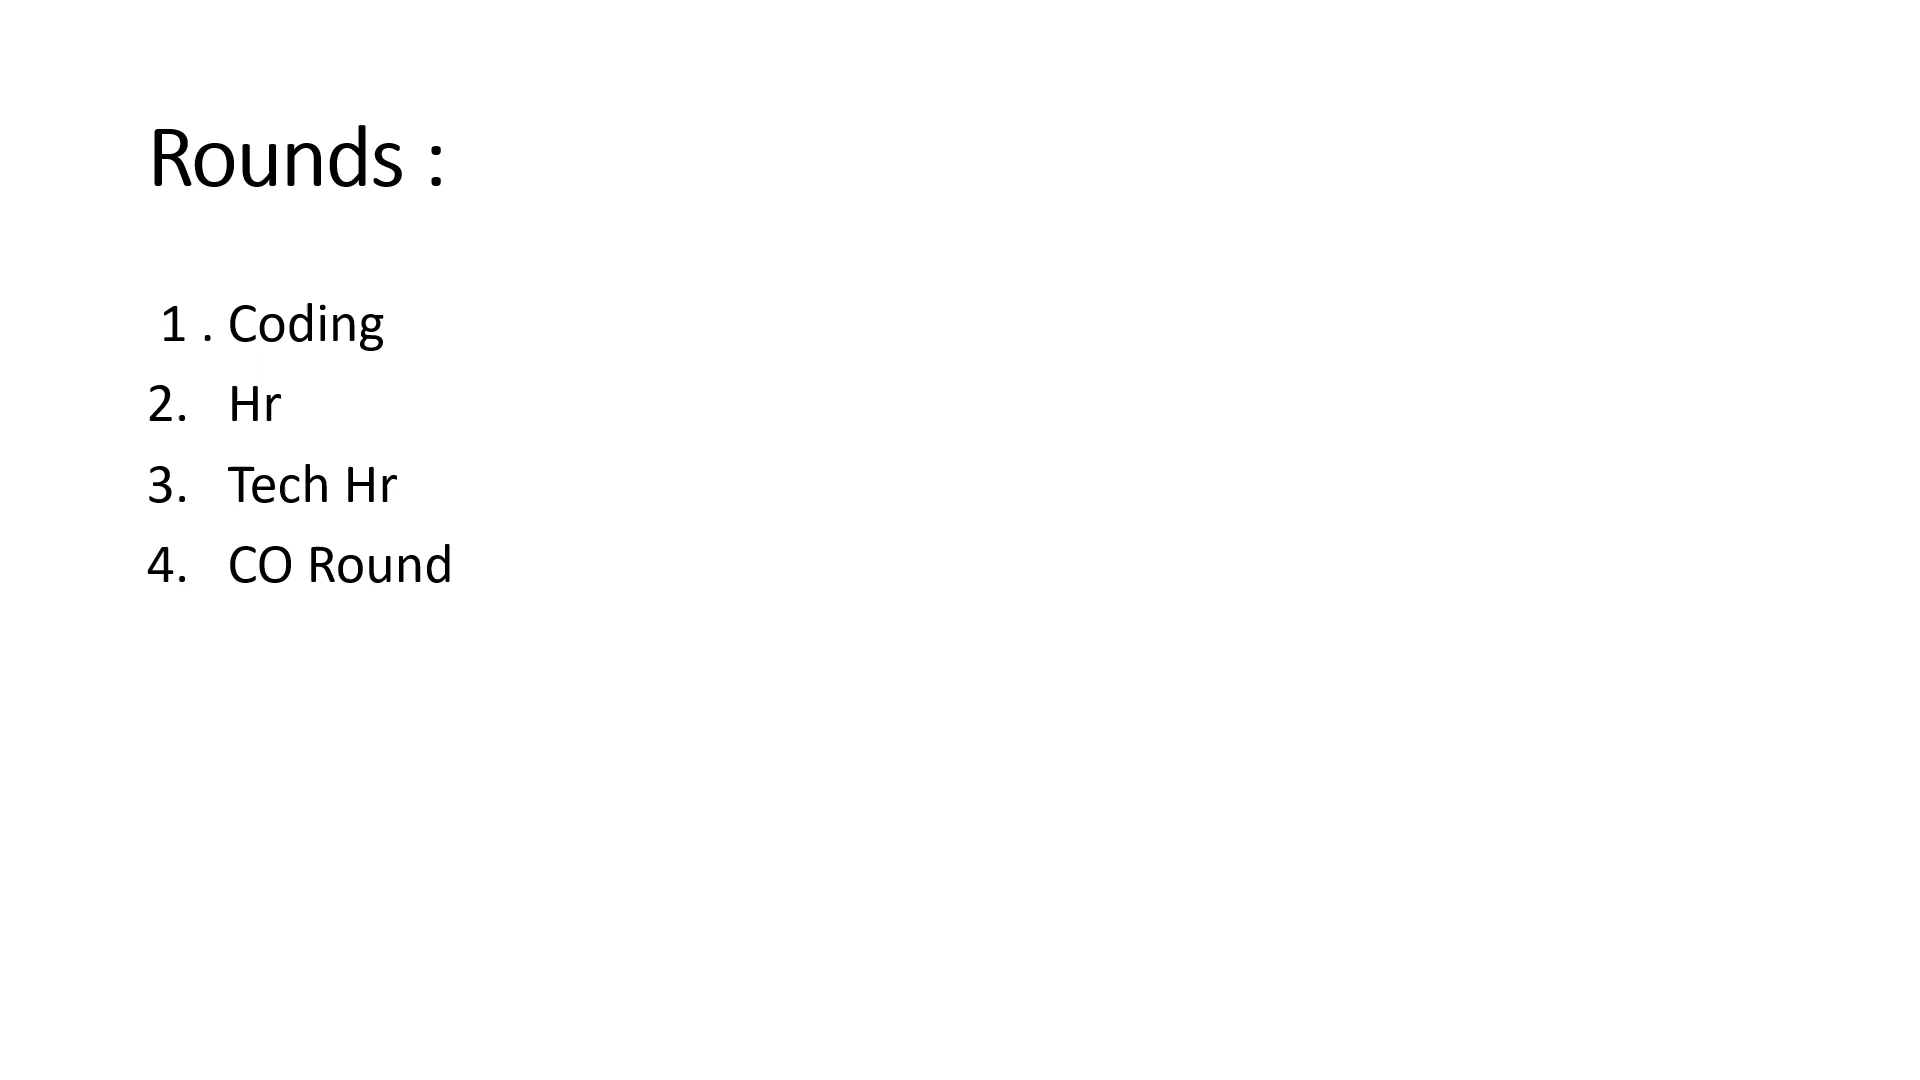 Rounds :
1 . Coding
2. Hr
3. Tech Hr
4. CO Round